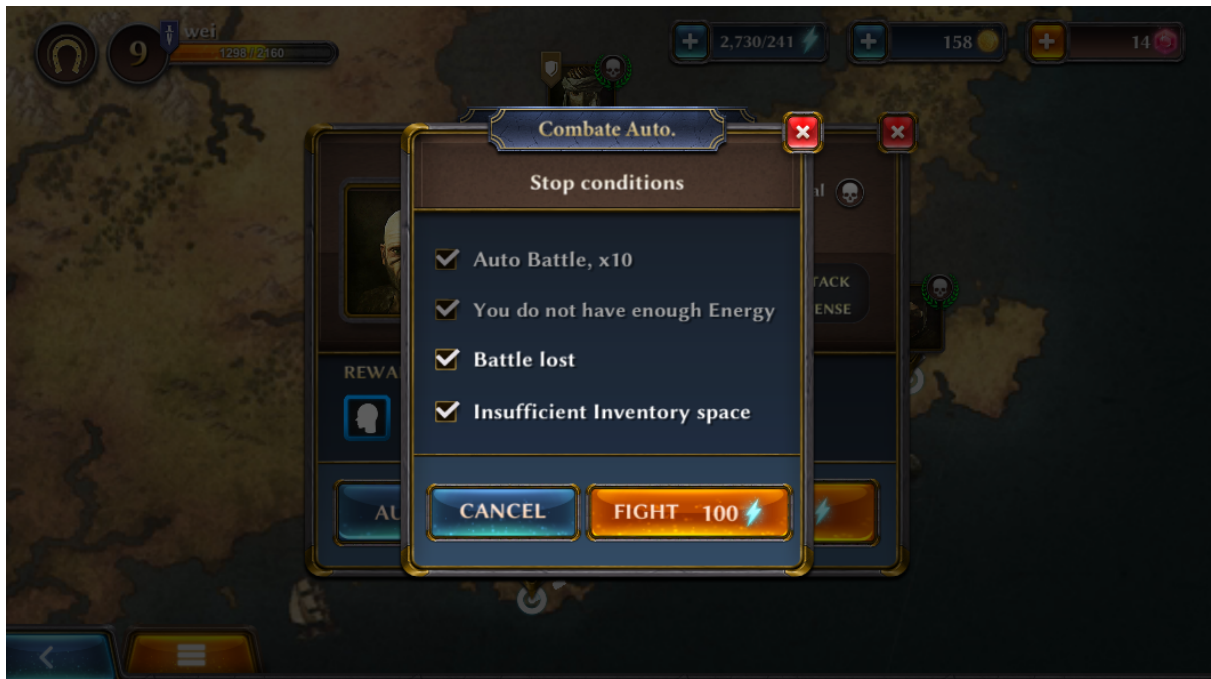 wei
9
1298 / 2160
2,730/241
158
14
Combate Auto.
Stop conditions
Auto Battle, x10
You do not have enough Energy
Battle lost
Insufficient Inventory space
CANCEL
FIGHT 100